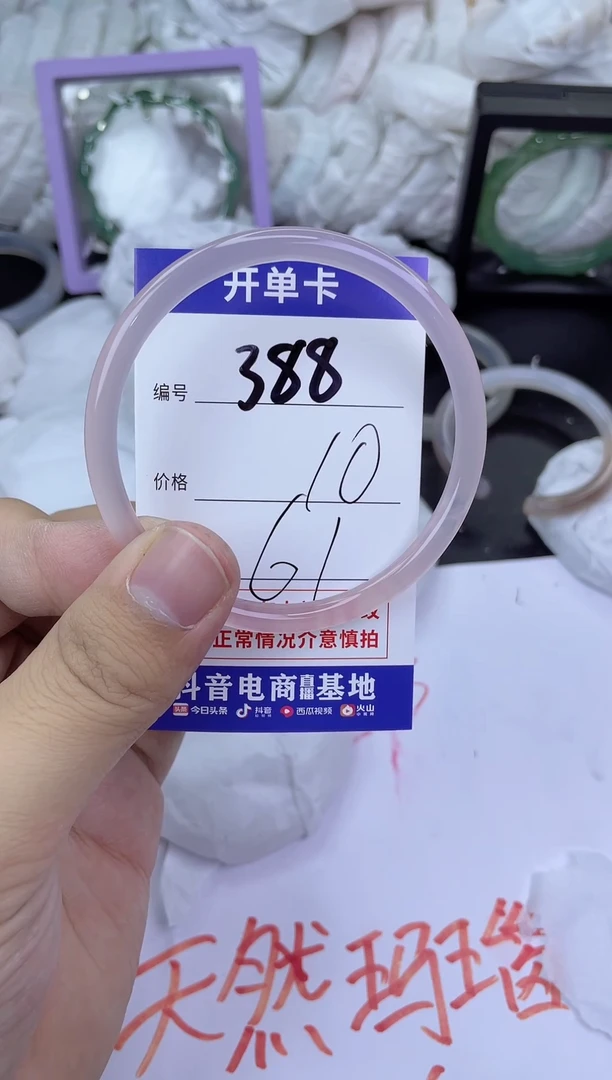 开单卡
编号 388
价格 10
61
正常情况介意慎拍
抖音电商直播基地
头条 今日头条 抖音 西瓜视频 火山
天然玛瑙